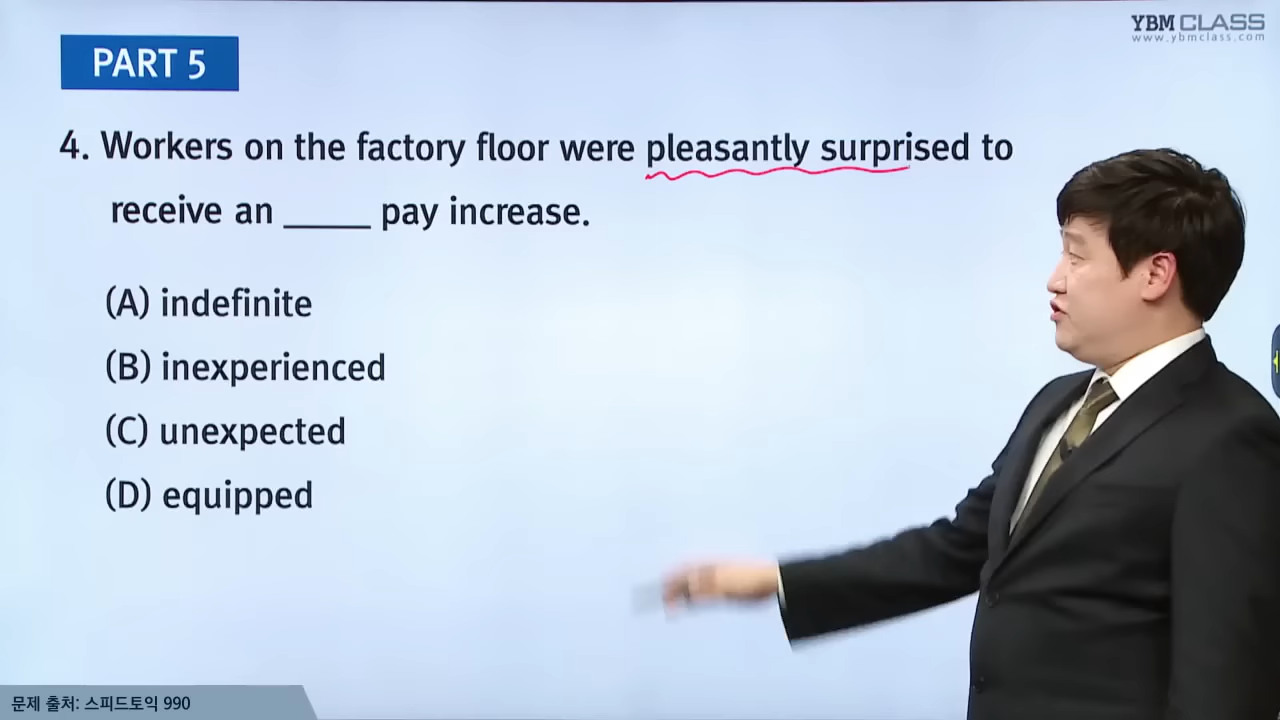 YBM CLASS
www.ybmclass.com
PART 5
4. Workers on the factory floor were pleasantly surprised to
receive an _____ pay increase.
(A) indefinite
(B) inexperienced
(C) unexpected
(D) equipped
문제 출처: 스피드토익 990